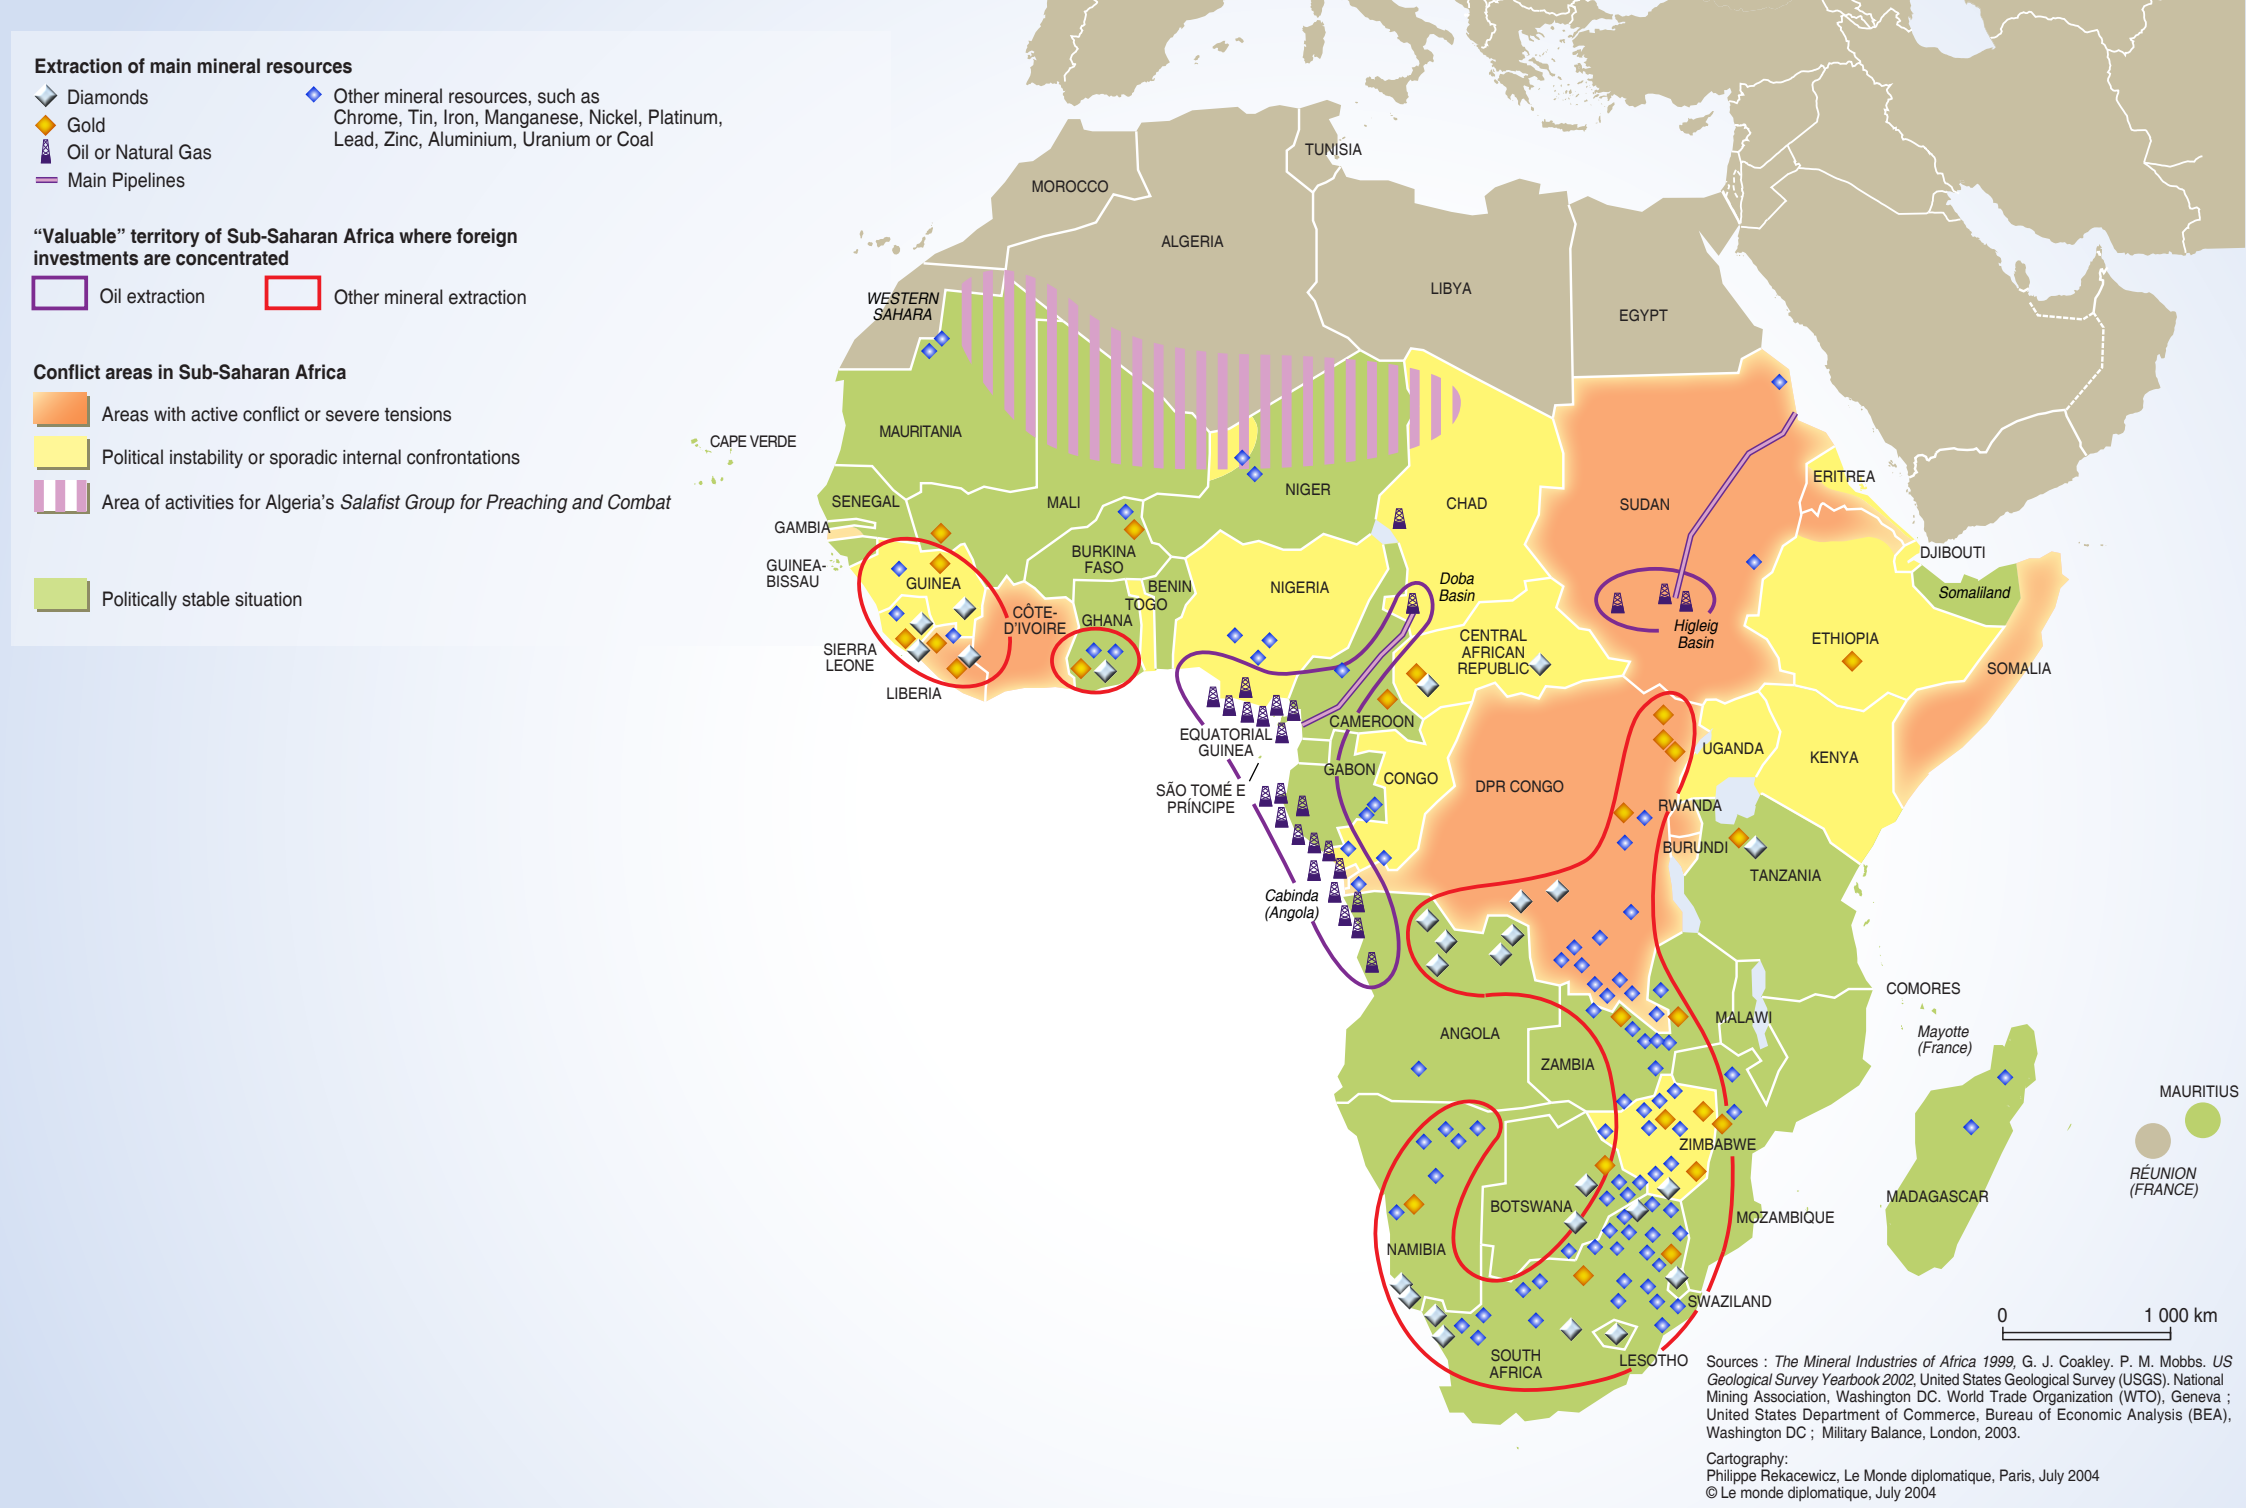 Extraction of main mineral resources
Diamonds
Gold
Oil or Natural Gas
Main Pipelines
Other mineral resources, such as
Chrome, Tin, Iron, Manganese, Nickel, Platinum,
Lead, Zinc, Aluminium, Uranium or Coal
“Valuable” territory of Sub-Saharan Africa where foreign
investments are concentrated
Oil extraction
Other mineral extraction
Conflict areas in Sub-Saharan Africa
Areas with active conflict or severe tensions
Political instability or sporadic internal confrontations
Area of activities for Algeria’s Salafist Group for Preaching and Combat
Politically stable situation
TUNISIA
MOROCCO
ALGERIA
LIBYA
EGYPT
WESTERN
SAHARA
CAPE VERDE
MAURITANIA
SENEGAL
GAMBIA
GUINEA-
BISSAU
MALI
NIGER
CHAD
SUDAN
ERITREA
DJIBOUTI
Somaliland
GUINEA
SIERRA
LEONE
LIBERIA
CÔTE-
D’IVOIRE
BURKINA
FASO
GHANA
TOGO
BENIN
NIGERIA
Doba
Basin
CENTRAL
AFRICAN
REPUBLIC
Higleig
Basin
ETHIOPIA
SOMALIA
EQUATORIAL
GUINEA
CAMEROON
SÃO TOMÉ E
PRÍNCIPE
GABON
CONGO
DPR CONGO
UGANDA
KENYA
RWANDA
BURUNDI
TANZANIA
Cabinda
(Angola)
ANGOLA
ZAMBIA
MALAWI
COMORES
Mayotte
(France)
MAURITIUS
RÉUNION
(FRANCE)
MADAGASCAR
ZIMBABWE
MOZAMBIQUE
BOTSWANA
NAMIBIA
SWAZILAND
SOUTH
AFRICA
LESOTHO
0 1 000 km
Sources : The Mineral Industries of Africa 1999, G. J. Coakley. P. M. Mobbs. US
Geological Survey Yearbook 2002, United States Geological Survey (USGS). National
Mining Association, Washington DC. World Trade Organization (WTO), Geneva ;
United States Department of Commerce, Bureau of Economic Analysis (BEA),
Washington DC ; Military Balance, London, 2003.
Cartography:
Philippe Rekacewicz, Le Monde diplomatique, Paris, July 2004
© Le monde diplomatique, July 2004